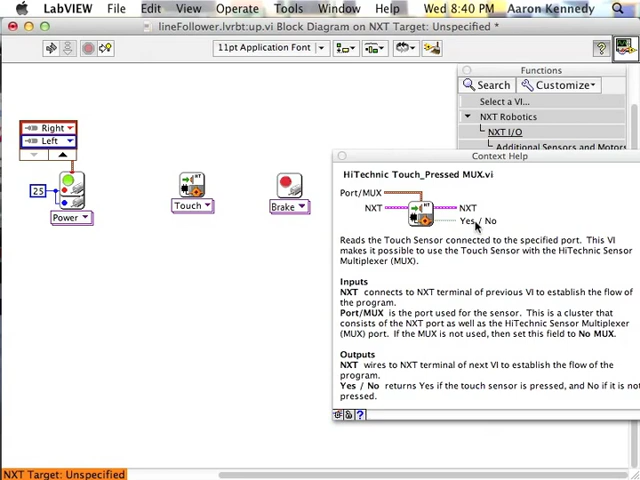 LabVIEW File Edit View Operate Tools Window Help Wed 8:40 PM Aaron Kennedy
lineFollower.lvrbt:up.vi Block Diagram on NXT Target: Unspecified *
11pt Application Font
?
Functions
Search Customize
Select a VI...
NXT Robotics
NXT I/O
Additional Sensors and Motors
Right
Left
25
Power
Touch
Brake
Context Help
HiTechnic Touch_Pressed MUX.vi
Port/MUX
NXT NXT
Yes / No
Reads the Touch Sensor connected to the specified port. This VI
makes it possible to use the Touch Sensor with the HiTechnic Sensor
Multiplexer (MUX).
Inputs
NXT connects to NXT terminal of previous VI to establish the flow of
the program.
Port/MUX is the port used for the sensor. This is a cluster that
consists of the NXT port as well as the HiTechnic Sensor Multiplexer
(MUX) port. If the MUX is not used, then set this field to No MUX.
Outputs
NXT wires to NXT terminal of next VI to establish the flow of the
program.
Yes / No returns Yes if the touch sensor is pressed, and No if it is not
pressed.
?
NXT Target: Unspecified